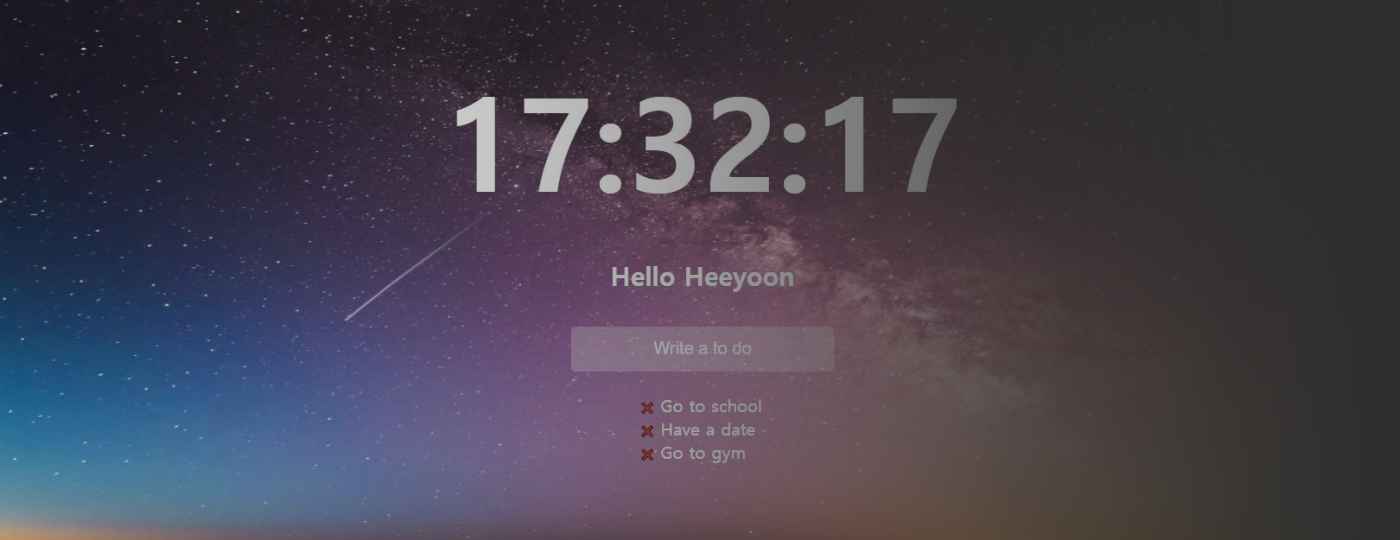 17:32:17
Hello Heeyoon
Write a to do
Go to school
Have a date
Go to gym